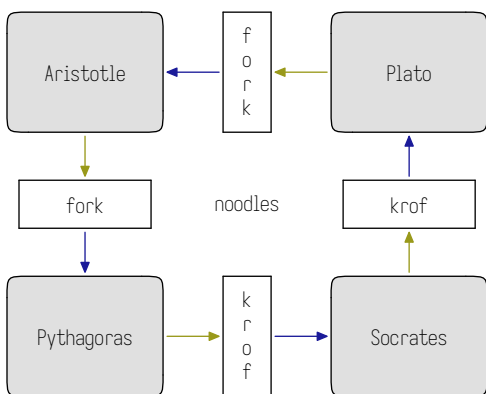 Aristotle
f
o
r
k
Plato
fork
noodles
krof
Pythagoras
k
r
o
f
Socrates